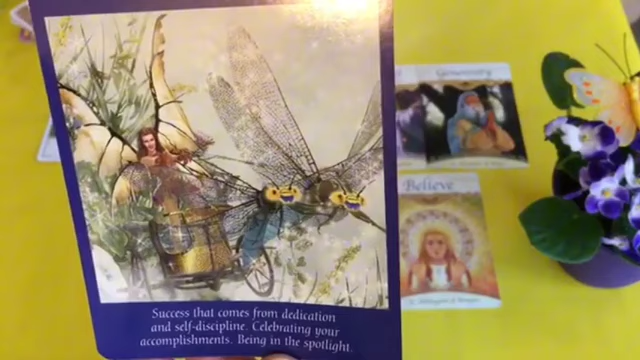 Success that comes from dedication
and self-discipline. Celebrating your
accomplishments. Being in the spotlight.
Generosity
Believe